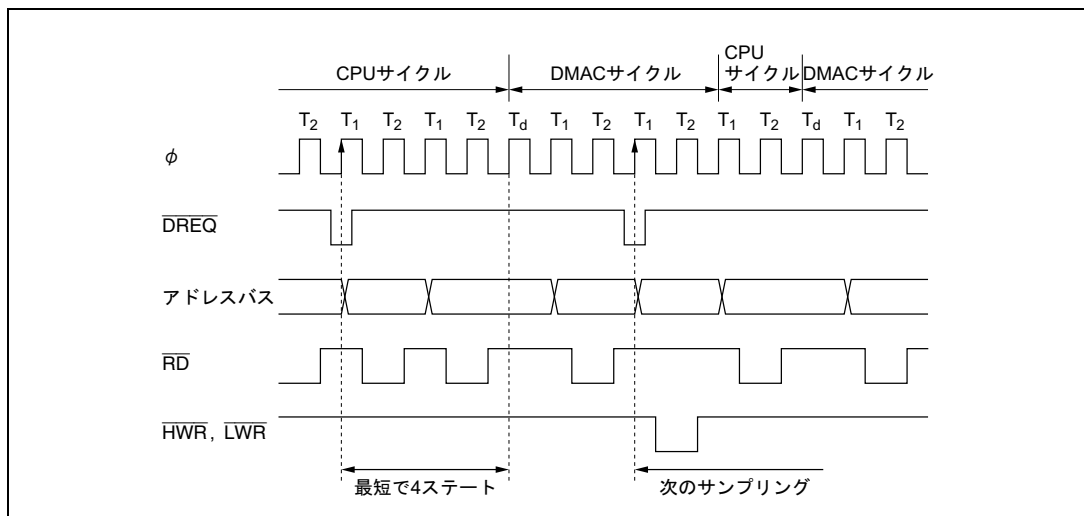 CPU
CPUサイクル DMACサイクル サイクル DMACサイクル
T2 T1 T2 T1 T2 Td T1 T2 T1 T2 T1 T2 Td T1 T2
φ
DREQ
アドレスバス
RD
HWR, LWR
最短で4ステート 次のサンプリング